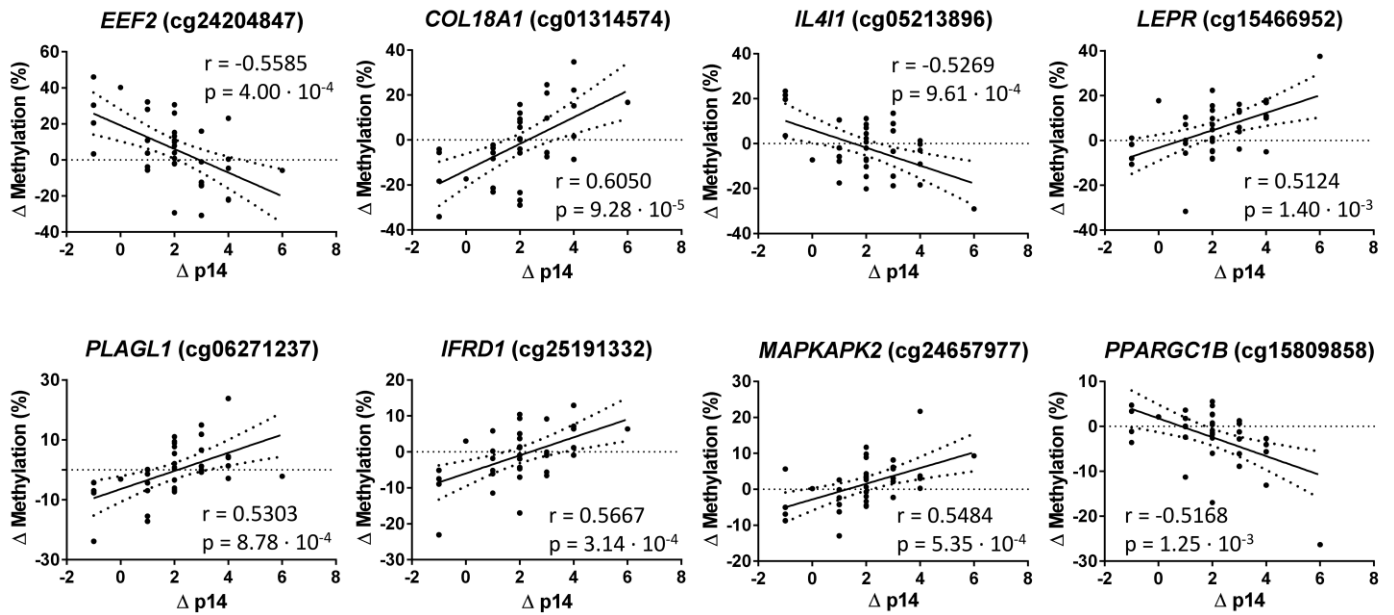 EEF2 (cg24204847)
Δ Methylation (%)
60
40
20
0
-20
-40
r = -0.5585
p = 4.00 · 10-4
-2 0 2 4 6 8
Δ p14
COL18A1 (cg01314574)
Δ Methylation (%)
40
20
0
-20
-40
r = 0.6050
p = 9.28 · 10-5
-2 0 2 4 6 8
Δ p14
IL4I1 (cg05213896)
Δ Methylation (%)
40
20
0
-20
-40
r = -0.5269
p = 9.61 · 10-4
-2 0 2 4 6 8
Δ p14
LEPR (cg15466952)
Δ Methylation (%)
40
20
0
-20
-40
r = 0.5124
p = 1.40 · 10-3
-2 0 2 4 6 8
Δ p14
PLAGL1 (cg06271237)
Δ Methylation (%)
30
10
-10
-30
r = 0.5303
p = 8.78 · 10-4
-2 0 2 4 6 8
Δ p14
IFRD1 (cg25191332)
Δ Methylation (%)
20
10
0
-10
-20
-30
r = 0.5667
p = 3.14 · 10-4
-2 0 2 4 6 8
Δ p14
MAPKAPK2 (cg24657977)
Δ Methylation (%)
30
20
10
0
-10
-20
r = 0.5484
p = 5.35 · 10-4
-2 0 2 4 6 8
Δ p14
PPARGC1B (cg15809858)
Δ Methylation (%)
10
0
-10
-20
-30
r = -0.5168
p = 1.25 · 10-3
-2 0 2 4 6 8
Δ p14